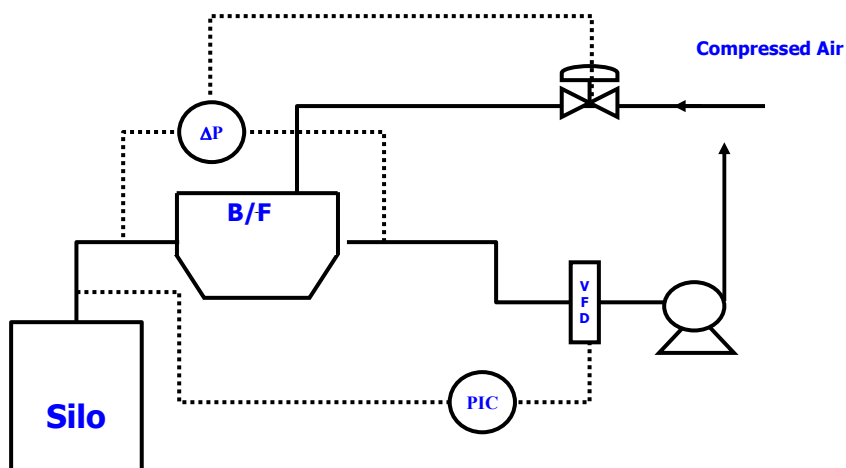 Compressed Air
ΔP
B/F
V
F
D
PIC
Silo